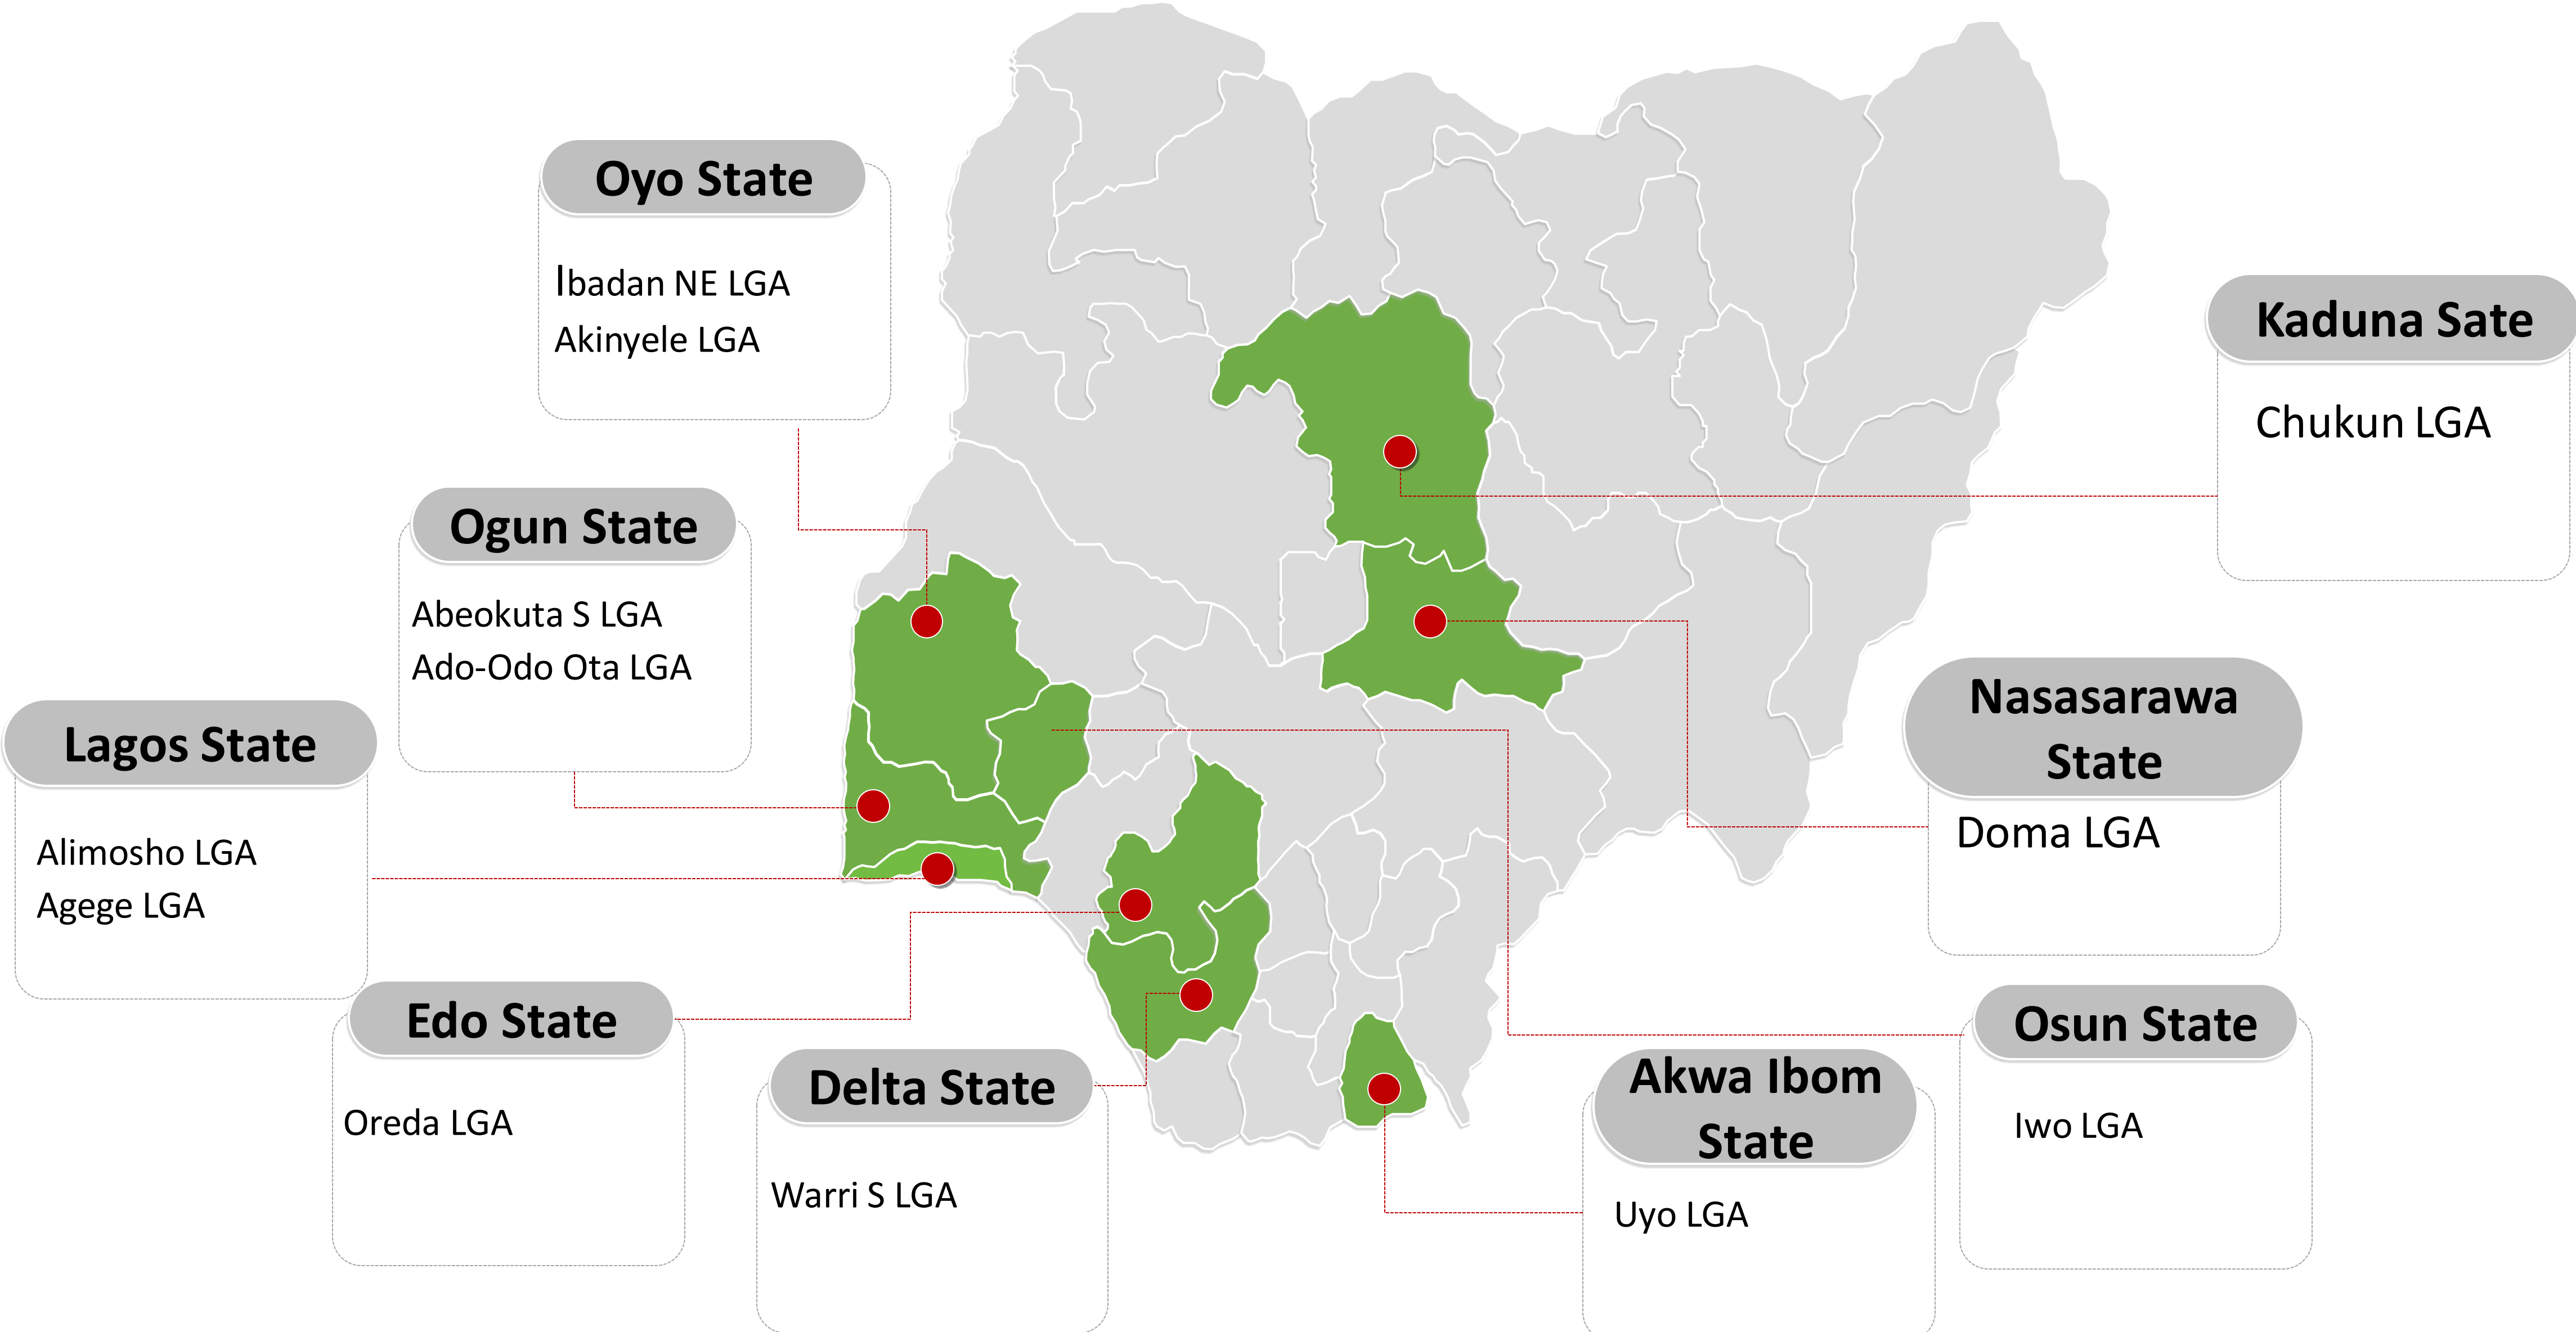 Oyo State
Ibadan NE LGA
Akinyele LGA
Ogun State
Abeokuta S LGA
Ado-Odo Ota LGA
Lagos State
Alimosho LGA
Agege LGA
Edo State
Oreda LGA
Delta State
Warri S LGA
Kaduna Sate
Chukun LGA
Nasasarawa
State
Doma LGA
Osun State
Iwo LGA
Akwa Ibom
State
Uyo LGA